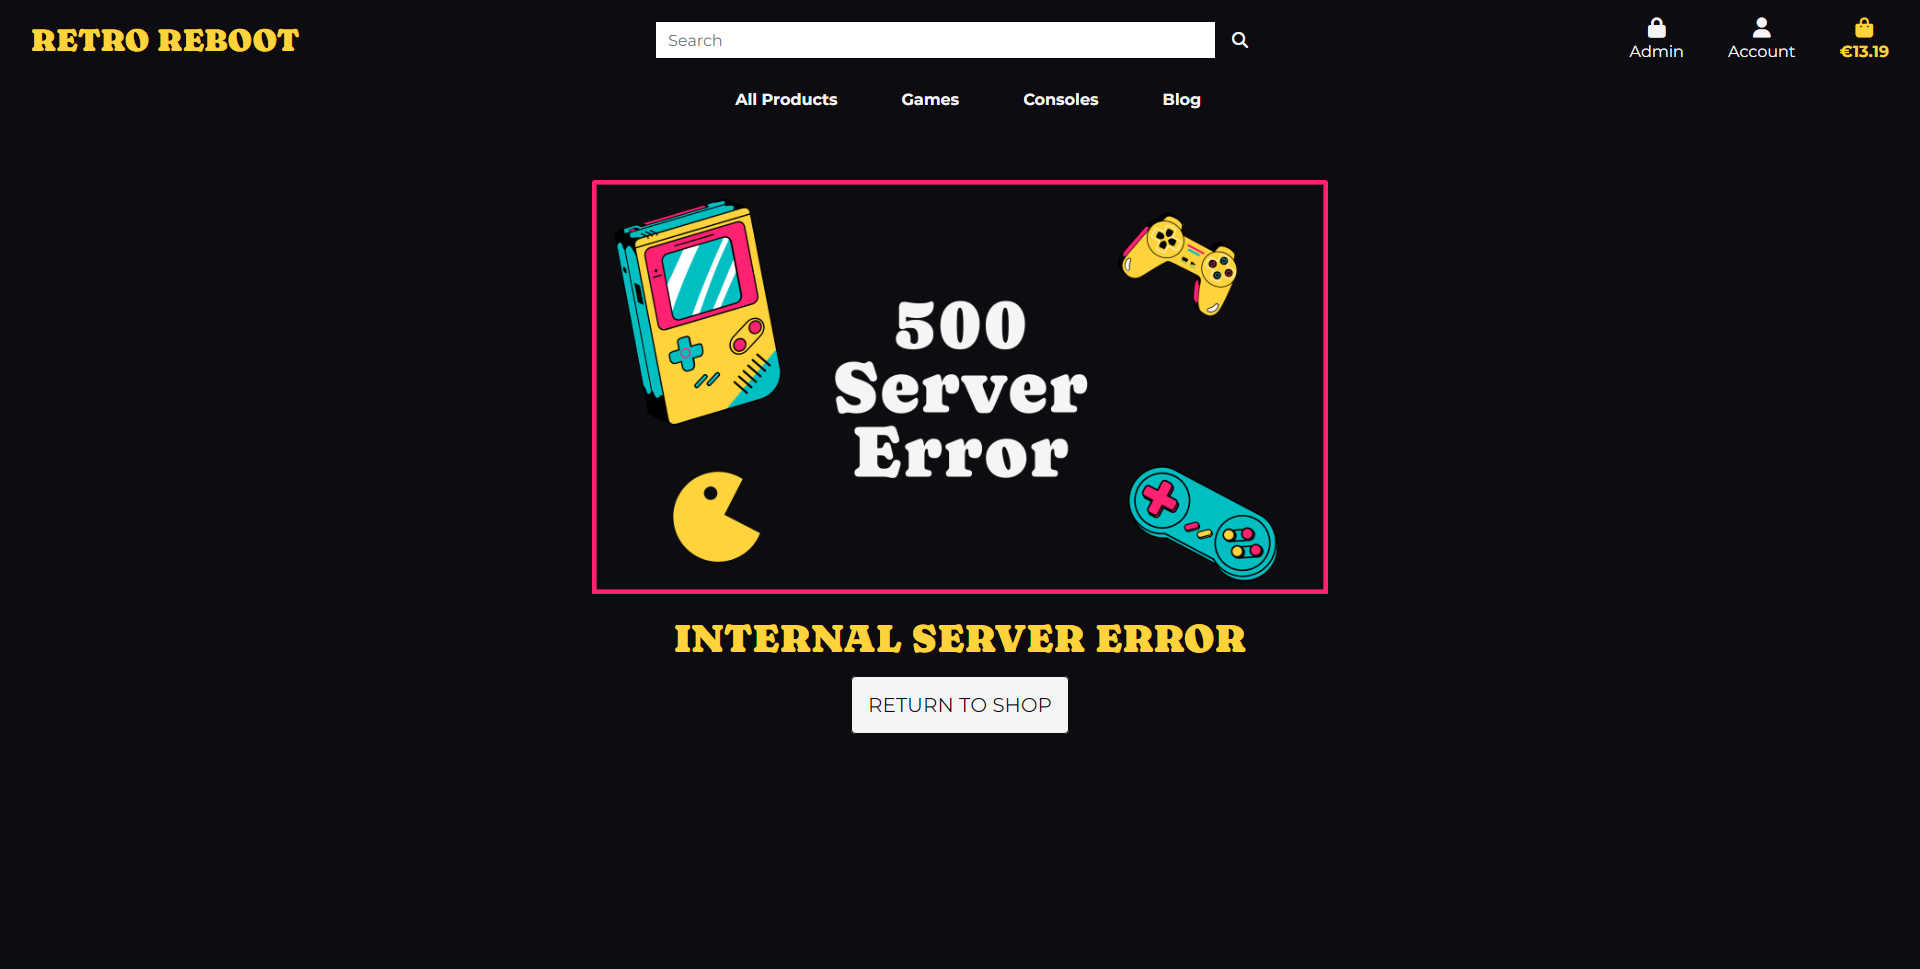 RETRO REBOOT
Search
Admin
Account
€13.19
All Products
Games
Consoles
Blog
500
Server
Error
INTERNAL SERVER ERROR
RETURN TO SHOP